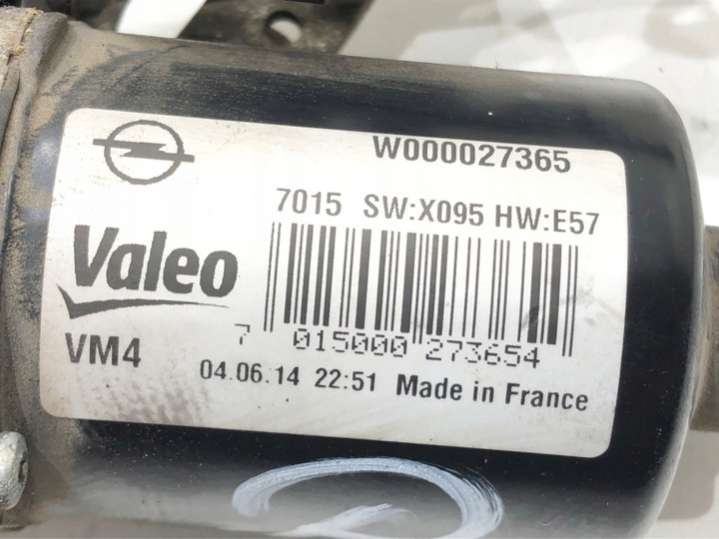 W000027365
7015 SW:X095 HW:E57
Valeo
7 015000 273654
VM4
04.06.14 22:51 Made in France